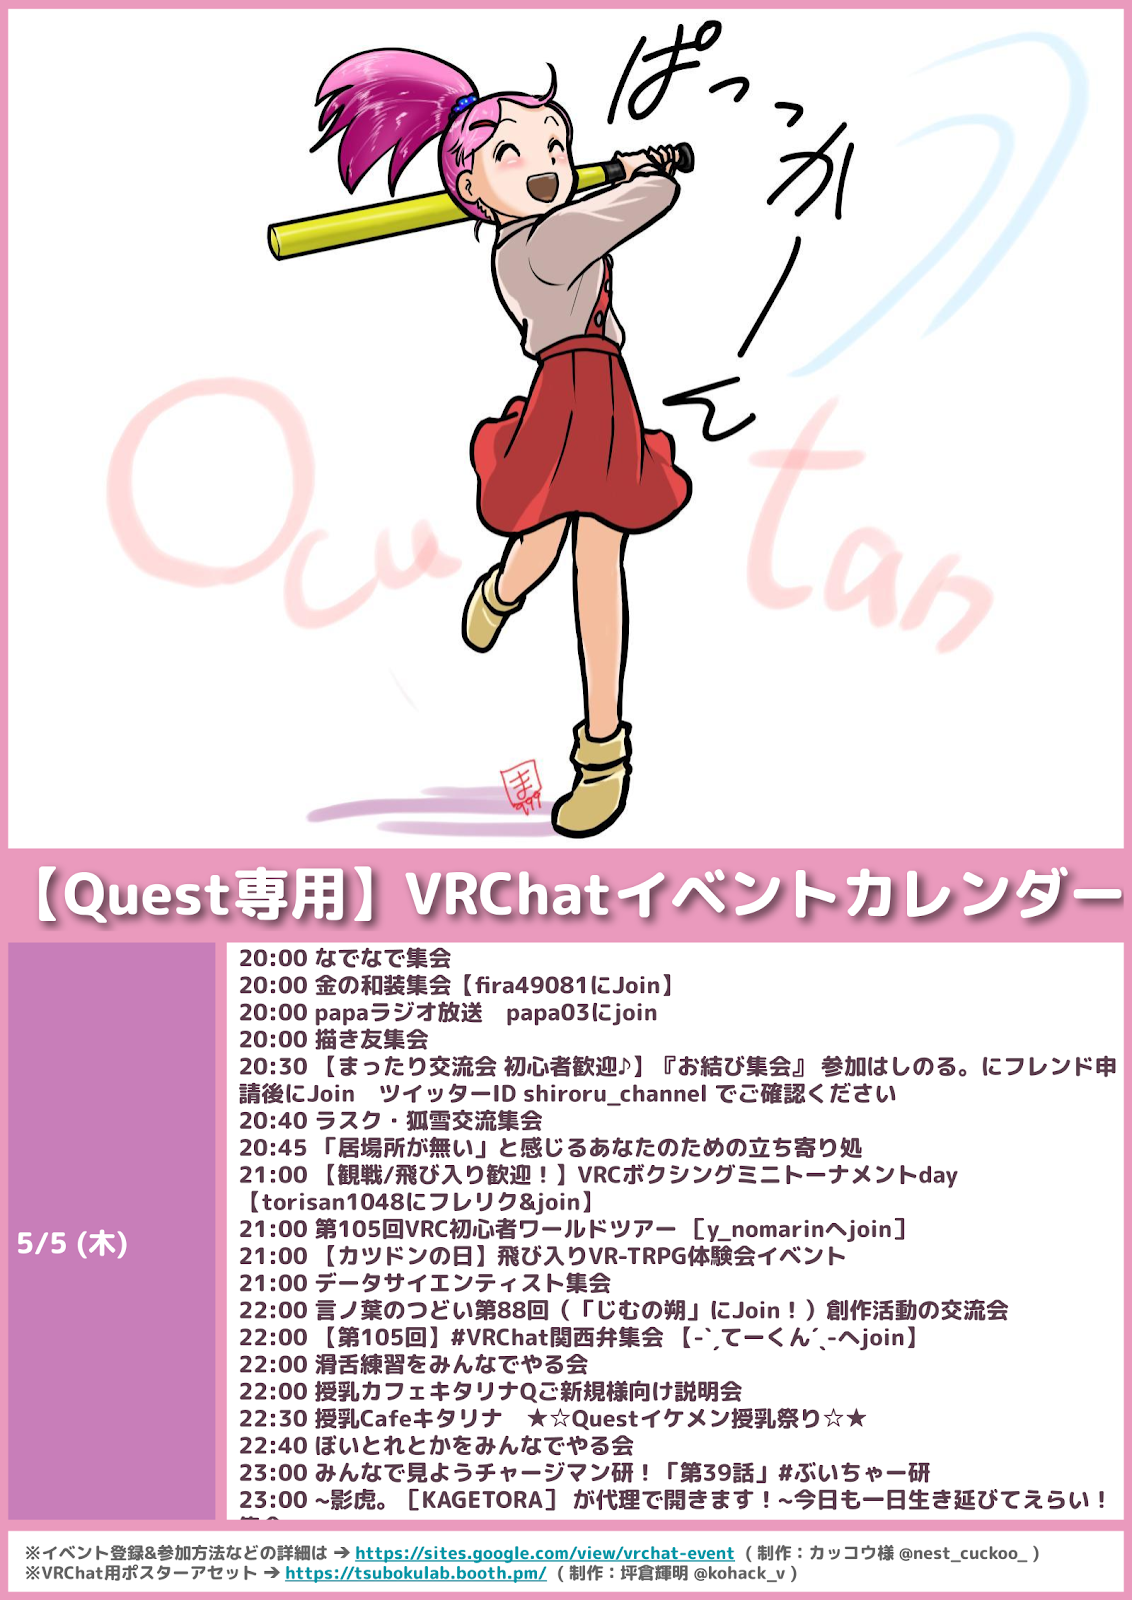 ぱっっかーん
Ocu tan
ま
999
【Quest専用】VRChatイベントカレンダー
5/5 (木)
20:00 なでなで集会
20:00 金の和装集会【fira49081にJoin】
20:00 papaラジオ放送　papa03にjoin
20:00 描き友集会
20:30 【まったり交流会 初心者歓迎♪】『お結び集会』 参加はしのる。にフレンド申
請後にJoin　ツイッターID shiroru_channel でご確認ください
20:40 ラスク・狐雪交流集会
20:45 「居場所が無い」と感じるあなたのための立ち寄り処
21:00 【観戦/飛び入り歓迎！】VRCボクシングミニトーナメントday
【torisan1048にフレリク&join】
21:00 第105回VRC初心者ワールドツアー ［y_nomarinへjoin］
21:00 【カツドンの日】飛び入りVR-TRPG体験会イベント
21:00 データサイエンティスト集会
22:00 言ノ葉のつどい第88回（「じむの朔」にJoin！）創作活動の交流会
22:00 【第105回】#VRChat関西弁集会 【-ˋˏてーくんˊˎ-へjoin】
22:00 滑舌練習をみんなでやる会
22:00 授乳カフェキタリナQご新規様向け説明会
22:30 授乳Cafeキタリナ　★☆Questイケメン授乳祭り☆★
22:40 ぼいとれとかをみんなでやる会
23:00 みんなで見ようチャージマン研！「第39話」#ぶいちゃー研
23:00 ~影虎。［KAGETORA］ が代理で開きます！~今日も一日生き延びてえらい！
※イベント登録&参加方法などの詳細は ➔ https://sites.google.com/view/vrchat-event ( 制作：カッコウ様 @nest_cuckoo_ )
※VRChat用ポスターアセット ➔ https://tsubokulab.booth.pm/ ( 制作：坪倉輝明 @kohack_v )